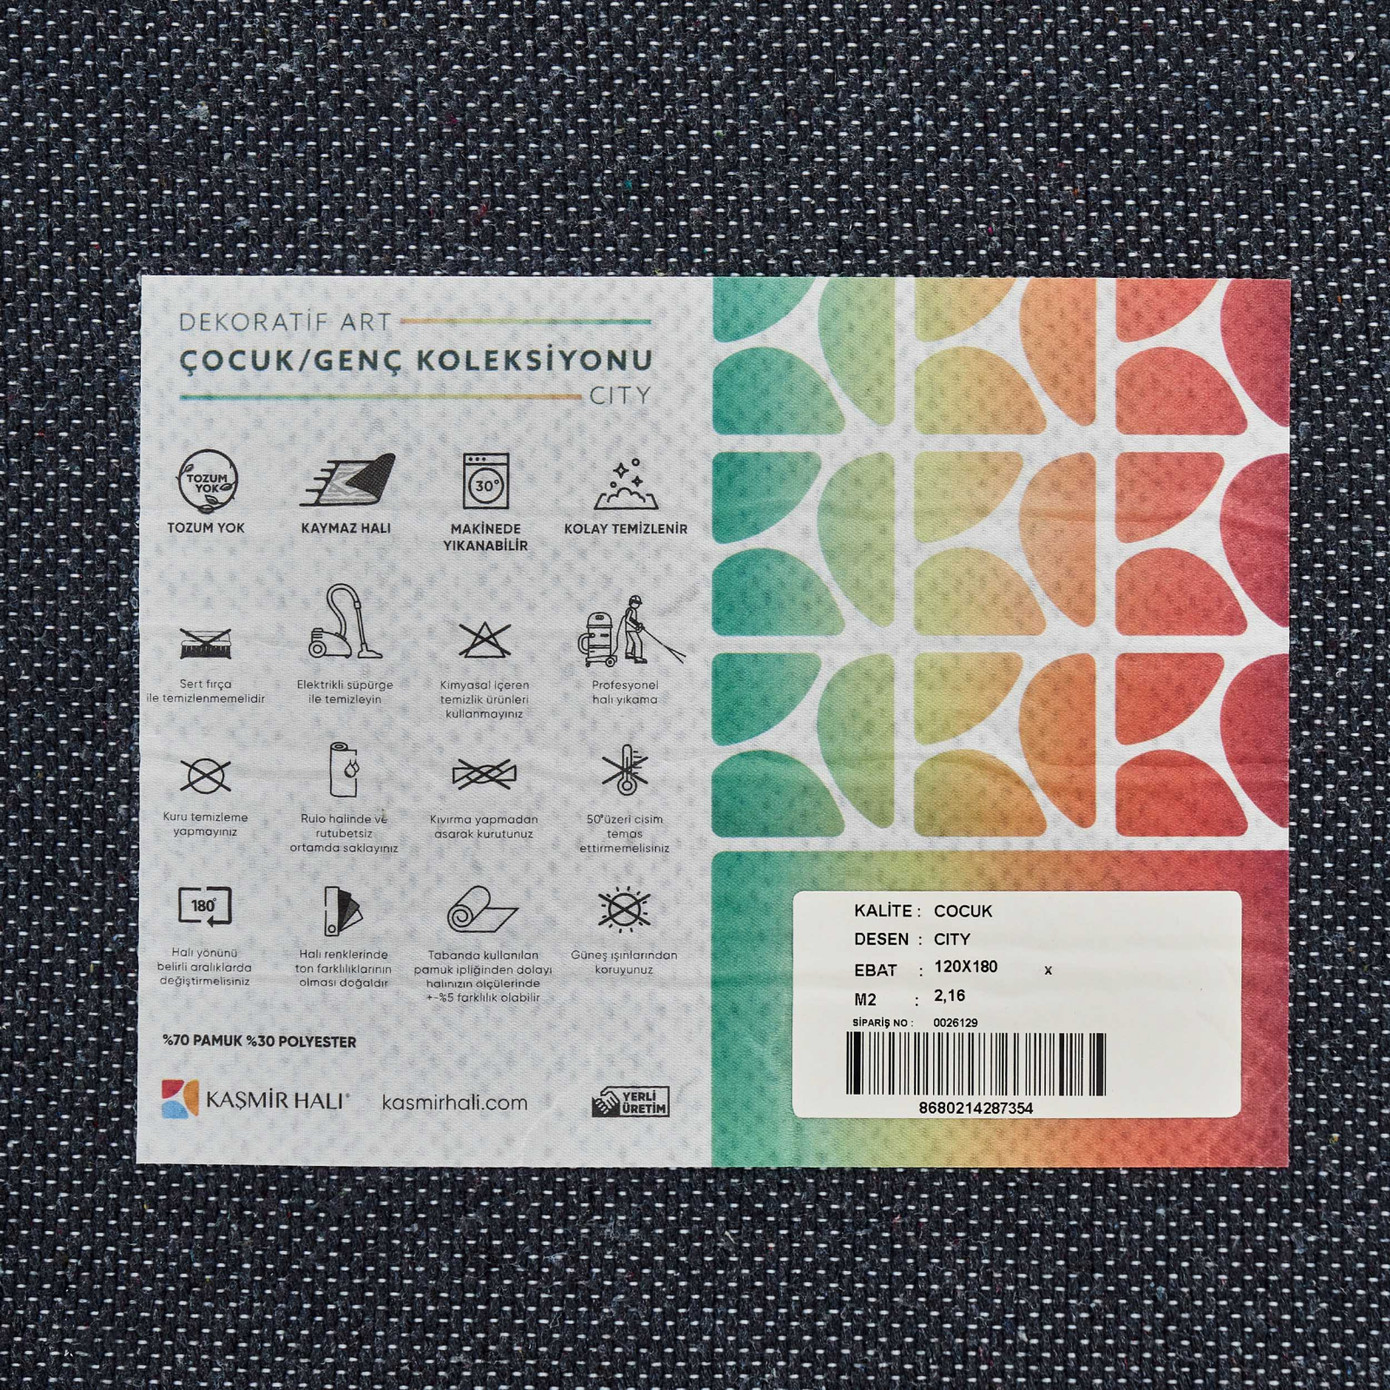 DEKORATİF ART
ÇOCUK/GENÇ KOLEKSİYONU
CITY
TOZUM
YOK
TOZUM YOK
KAYMAZ HALI
30°
MAKİNEDE
YIKANABİLİR
KOLAY TEMİZLENİR
Sert fırça
ile temizlenmemelidir
Elektrikli süpürge
ile temizleyin
Kimyasal içeren
temizlik ürünleri
kullanmayınız
Profesyonel
halı yıkama
Kuru temizleme
yapmayınız
Rulo halinde ve
rutubetsiz
ortamda saklayınız
Kıvırma yapmadan
asarak kurutunuz
50°üzeri cisim
temas
ettirmemelisiniz
180°
Halı yönünü
belirli aralıklarda
değiştirmelisiniz
Halı renklerinde
ton farklılıklarının
olması doğaldır
Tabanda kullanılan
pamuk ipliğinden dolayı
halınızın ölçülerinde
+-%5 farklılık olabilir
Güneş ışınlarından
koruyunuz
%70 PAMUK %30 POLYESTER
KAŞMİR HALI®
kasmirhali.com
YERLİ
ÜRETİM
KALİTE : COCUK
DESEN : CITY
EBAT : 120X180 x
M2 : 2,16
SİPARİŞ NO : 0026129
8680214287354